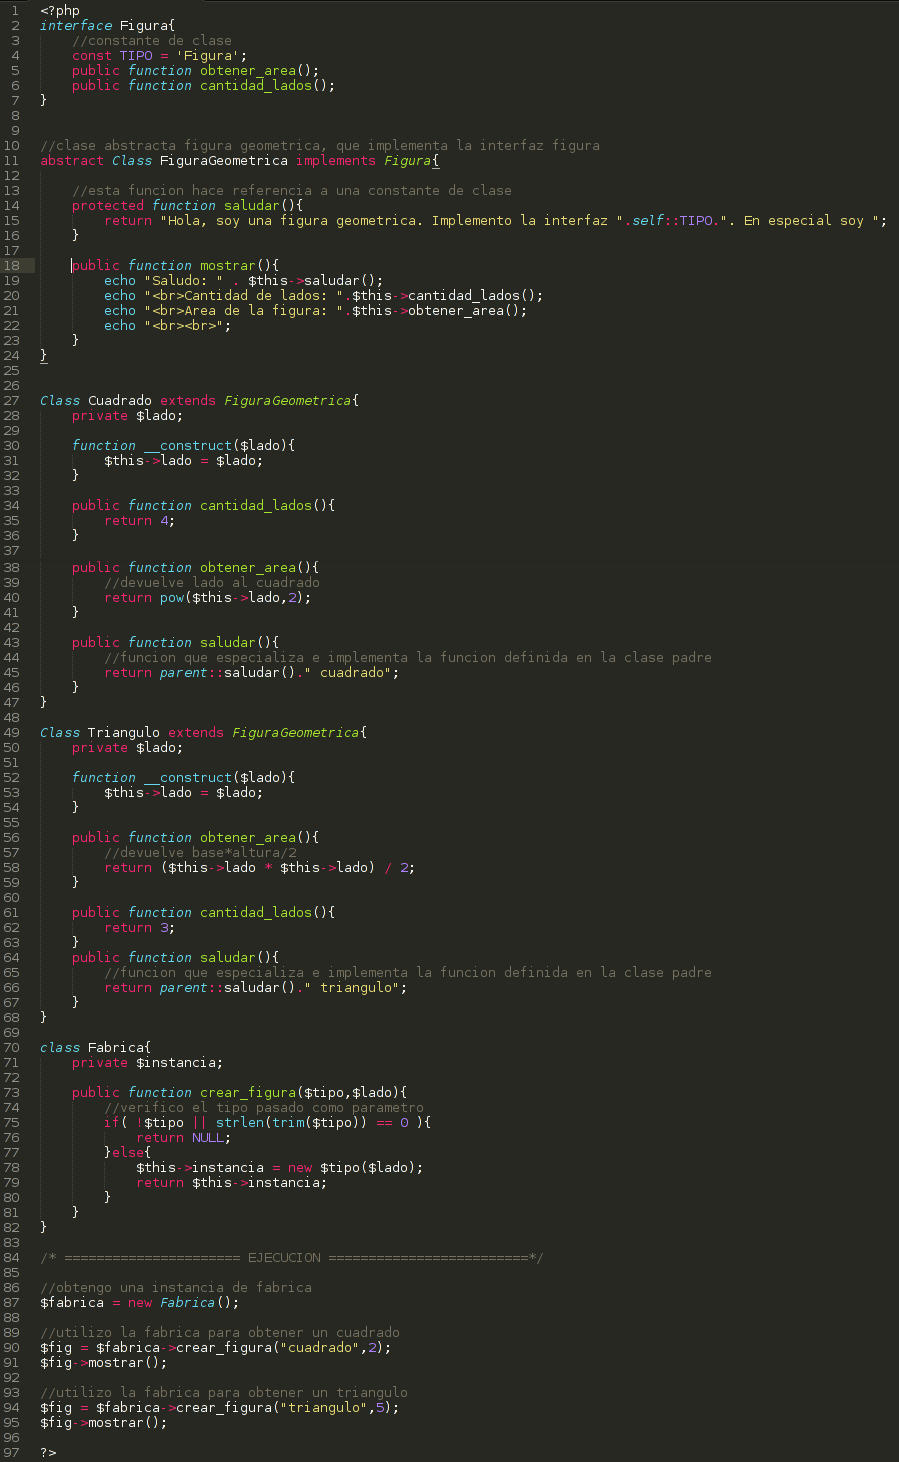 1 <?php
2 interface Figura{
3 //constante de clase
4 const TIPO = 'Figura';
5 public function obtener_area();
6 public function cantidad_lados();
7 }
8
9
10 //clase abstracta figura geometrica, que implementa la interfaz figura
11 abstract Class FiguraGeometrica implements Figura{
12
13 //esta funcion hace referencia a una constante de clase
14 protected function saludar(){
15 return "Hola, soy una figura geometrica. Implemento la interfaz ".self::TIPO.". En especial soy ";
16 }
17
18 public function mostrar(){
19 echo "Saludo: " . $this->saludar();
20 echo "<br>Cantidad de lados: ".$this->cantidad_lados();
21 echo "<br>Area de la figura: ".$this->obtener_area();
22 echo "<br><br>";
23 }
24 }
25
26
27 Class Cuadrado extends FiguraGeometrica{
28 private $lado;
29
30 function __construct($lado){
31 $this->lado = $lado;
32 }
33
34 public function cantidad_lados(){
35 return 4;
36 }
37
38 public function obtener_area(){
39 //devuelve lado al cuadrado
40 return pow($this->lado,2);
41 }
42
43 public function saludar(){
44 //funcion que especializa e implementa la funcion definida en la clase padre
45 return parent::saludar()." cuadrado";
46 }
47 }
48
49 Class Triangulo extends FiguraGeometrica{
50 private $lado;
51
52 function __construct($lado){
53 $this->lado = $lado;
54 }
55
56 public function obtener_area(){
57 //devuelve base*altura/2
58 return ($this->lado * $this->lado) / 2;
59 }
60
61 public function cantidad_lados(){
62 return 3;
63 }
64 public function saludar(){
65 //funcion que especializa e implementa la funcion definida en la clase padre
66 return parent::saludar()." triangulo";
67 }
68 }
69
70 class Fabrica{
71 private $instancia;
72
73 public function crear_figura($tipo,$lado){
74 //verifico el tipo pasado como parametro
75 if( !$tipo || strlen(trim($tipo)) == 0 ){
76 return NULL;
77 }else{
78 $this->instancia = new $tipo($lado);
79 return $this->instancia;
80 }
81 }
82 }
83
84 /* ====================== EJECUCION =========================*/
85
86 //obtengo una instancia de fabrica
87 $fabrica = new Fabrica();
88
89 //utilizo la fabrica para obtener un cuadrado
90 $fig = $fabrica->crear_figura("cuadrado",2);
91 $fig->mostrar();
92
93 //utilizo la fabrica para obtener un triangulo
94 $fig = $fabrica->crear_figura("triangulo",5);
95 $fig->mostrar();
96
97 ?>